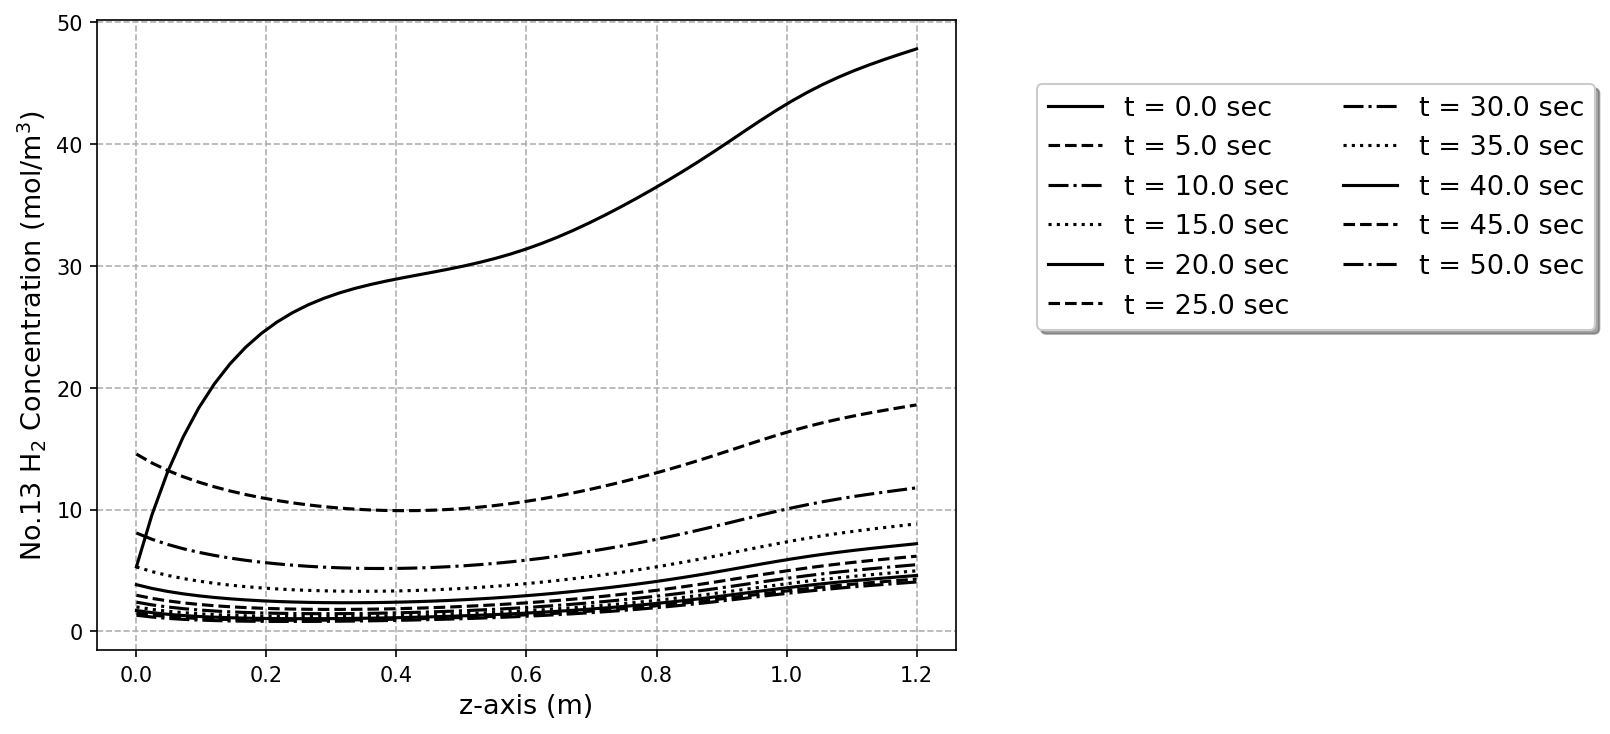 No.13 H₂ Concentration (mol/m³)
50
40
30
20
10
0
0.0 0.2 0.4 0.6 0.8 1.0 1.2
z-axis (m)
t = 0.0 sec
t = 5.0 sec
t = 10.0 sec
t = 15.0 sec
t = 20.0 sec
t = 25.0 sec
t = 30.0 sec
t = 35.0 sec
t = 40.0 sec
t = 45.0 sec
t = 50.0 sec